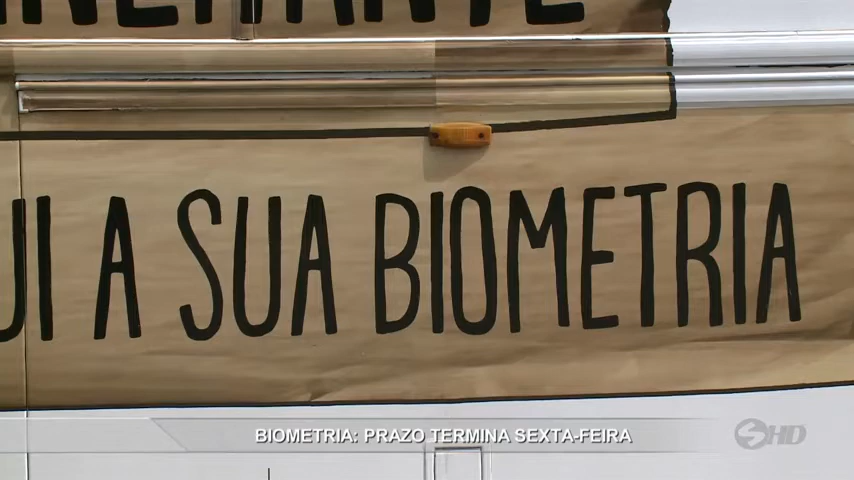 UI A SUA BIOMETRIA
BIOMETRIA: PRAZO TERMINA SEXTA-FEIRA
HD